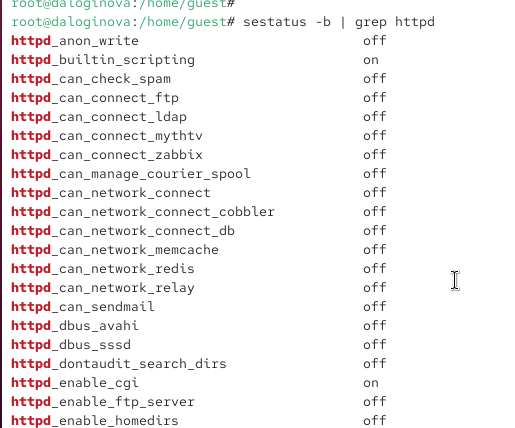 root@daloginova:/home/guest#
root@daloginova:/home/guest# sestatus -b | grep httpd
httpd_anon_write                            off
httpd_builtin_scripting                     on
httpd_can_check_spam                        off
httpd_can_connect_ftp                       off
httpd_can_connect_ldap                      off
httpd_can_connect_mythtv                    off
httpd_can_connect_zabbix                    off
httpd_can_manage_courier_spool              off
httpd_can_network_connect                   off
httpd_can_network_connect_cobbler           off
httpd_can_network_connect_db                off
httpd_can_network_memcache                  off
httpd_can_network_redis                     off
httpd_can_network_relay                     off
httpd_can_sendmail                          off
httpd_dbus_avahi                            off
httpd_dbus_sssd                             off
httpd_dontaudit_search_dirs                 off
httpd_enable_cgi                            on
httpd_enable_ftp_server                     off
httpd_enable_homedirs                       off